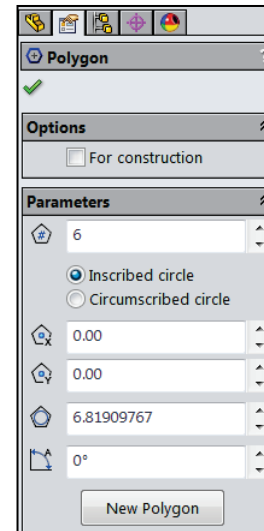 Polygon
?
Options
For construction
Parameters
6
Inscribed circle
Circumscribed circle
0.00
0.00
6.81909767
0°
New Polygon